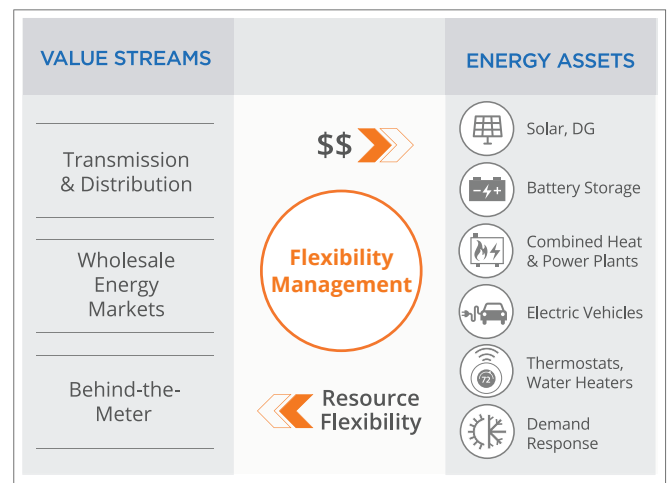 VALUE STREAMS
ENERGY ASSETS
Transmission
& Distribution
Wholesale
Energy
Markets
Behind-the-
Meter
$$
Flexibility
Management
Resource
Flexibility
Solar, DG
Battery Storage
Combined Heat
& Power Plants
Electric Vehicles
72
Thermostats,
Water Heaters
Demand
Response